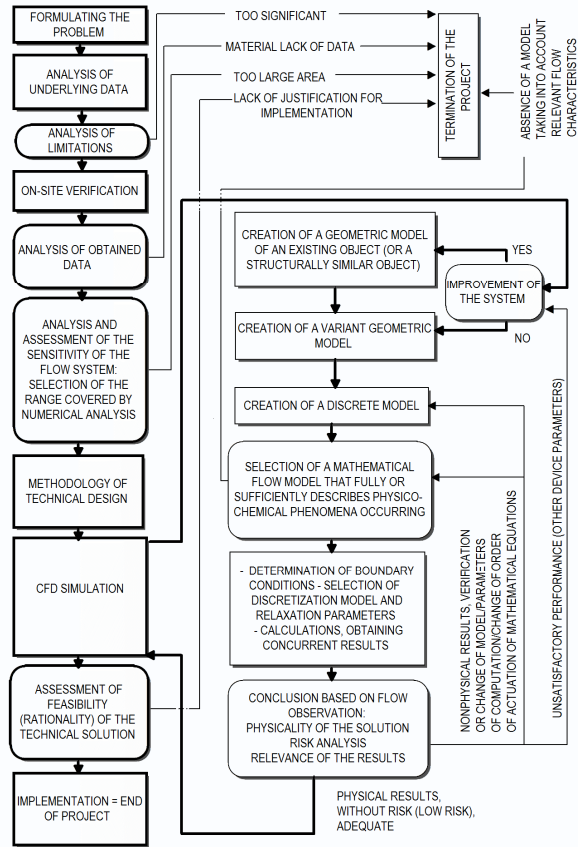 FORMULATING THE
PROBLEM
ANALYSIS OF
UNDERLYING DATA
ANALYSIS OF
LIMITATIONS
ON-SITE VERIFICATION
ANALYSIS OF OBTAINED
DATA
ANALYSIS AND
ASSESSMENT OF THE
SENSITIVITY OF THE
FLOW SYSTEM:
SELECTION OF THE
RANGE COVERED BY
NUMERICAL ANALYSIS
METHODOLOGY OF
TECHNICAL DESIGN
CFD SIMULATION
ASSESSMENT OF
FEASIBILITY
(RATIONALITY) OF THE
TECHNICAL SOLUTION
IMPLEMENTATION = END
OF PROJECT
TOO SIGNIFICANT
MATERIAL LACK OF DATA
TOO LARGE AREA
LACK OF JUSTIFICATION FOR
IMPLEMENTATION
TERMINATION OF THE
PROJECT
ABSENCE OF A MODEL
TAKING INTO ACCOUNT
RELEVANT FLOW
CHARACTERISTICS
CREATION OF A GEOMETRIC MODEL
OF AN EXISTING OBJECT (OR A
STRUCTURALLY SIMILAR OBJECT)
YES
IMPROVEMENT OF
THE SYSTEM
NO
CREATION OF A VARIANT GEOMETRIC
MODEL
CREATION OF A DISCRETE MODEL
SELECTION OF A MATHEMATICAL
FLOW MODEL THAT FULLY OR
SUFFICIENTLY DESCRIBES PHYSICO-
CHEMICAL PHENOMENA OCCURRING
- DETERMINATION OF BOUNDARY
CONDITIONS - SELECTION OF
DISCRETIZATION MODEL AND
RELAXATION PARAMETERS
- CALCULATIONS, OBTAINING
CONCURRENT RESULTS
CONCLUSION BASED ON FLOW
OBSERVATION:
PHYSICALITY OF THE SOLUTION
RISK ANALYSIS
RELEVANCE OF THE RESULTS
NONPHYSICAL RESULTS, VERIFICATION
OR CHANGE OF MODEL/PARAMETERS
OF COMPUTATION/CHANGE OF ORDER
OF ACTUATION OF MATHEMATICAL EQUATIONS
UNSATISFACTORY PERFORMANCE (OTHER DEVICE PARAMETERS)
PHYSICAL RESULTS,
WITHOUT RISK (LOW RISK),
ADEQUATE